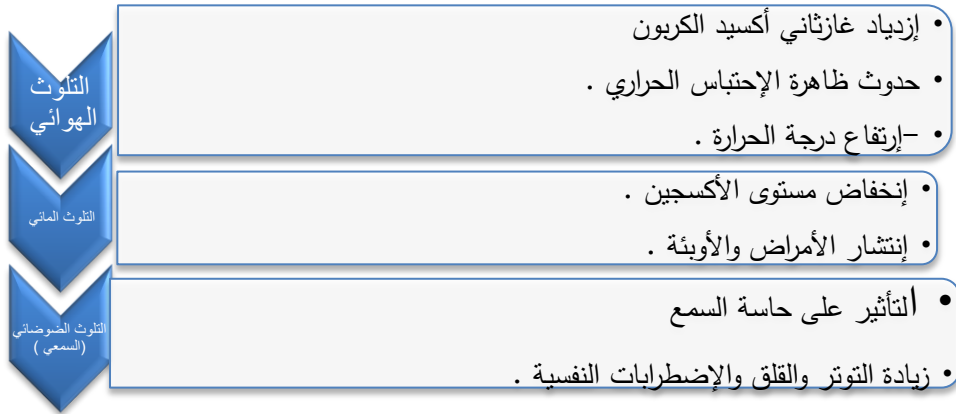 التلوث
الهوائي
• إزدياد غازثاني أكسيد الكربون
• حدوث ظاهرة الإحتباس الحراري .
• -إرتفاع درجة الحرارة .
التلوث المائي
• إنخفاض مستوى الأكسجين .
• إنتشار الأمراض والأوبئة .
التلوث الضوضائي
(السمعي )
• التأثير على حاسة السمع
• زيادة التوتر والقلق والإضطرابات النفسية .